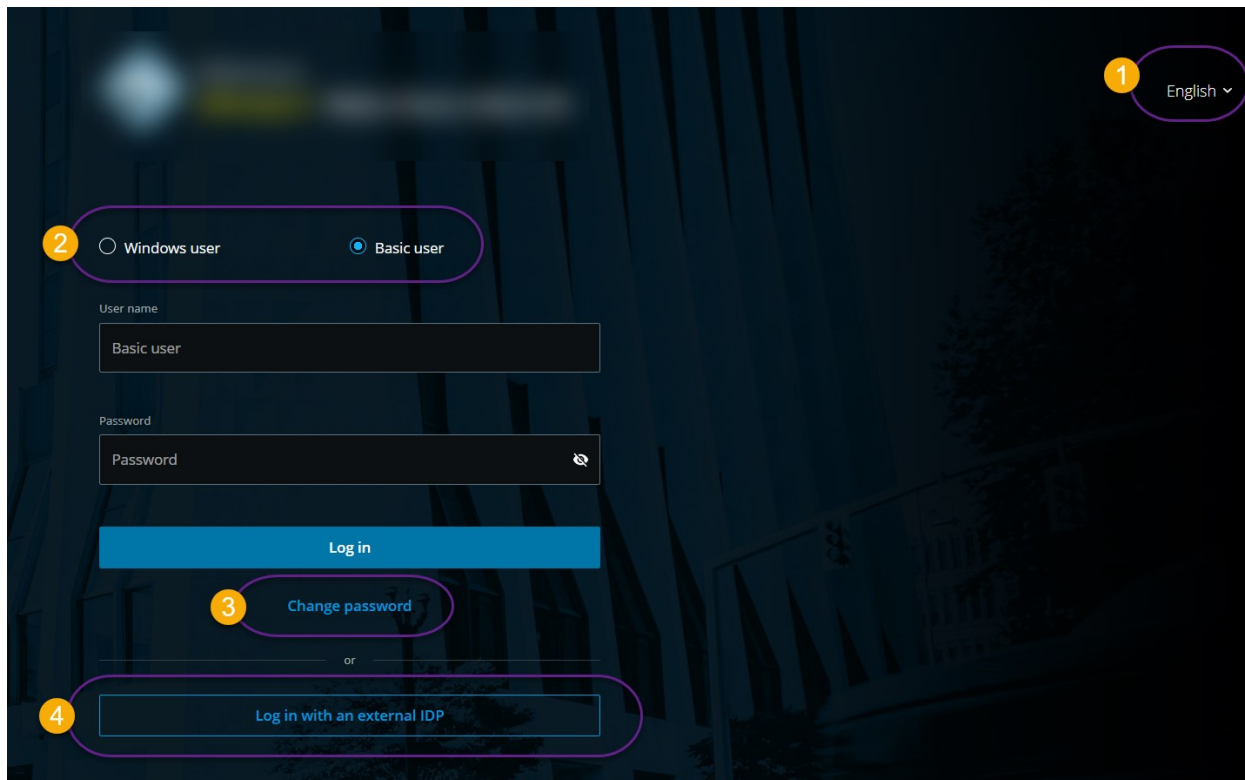 1
English
2
Windows user Basic user
User name
Basic user
Password
Password
Log in
3
Change password
or
4
Log in with an external IDP